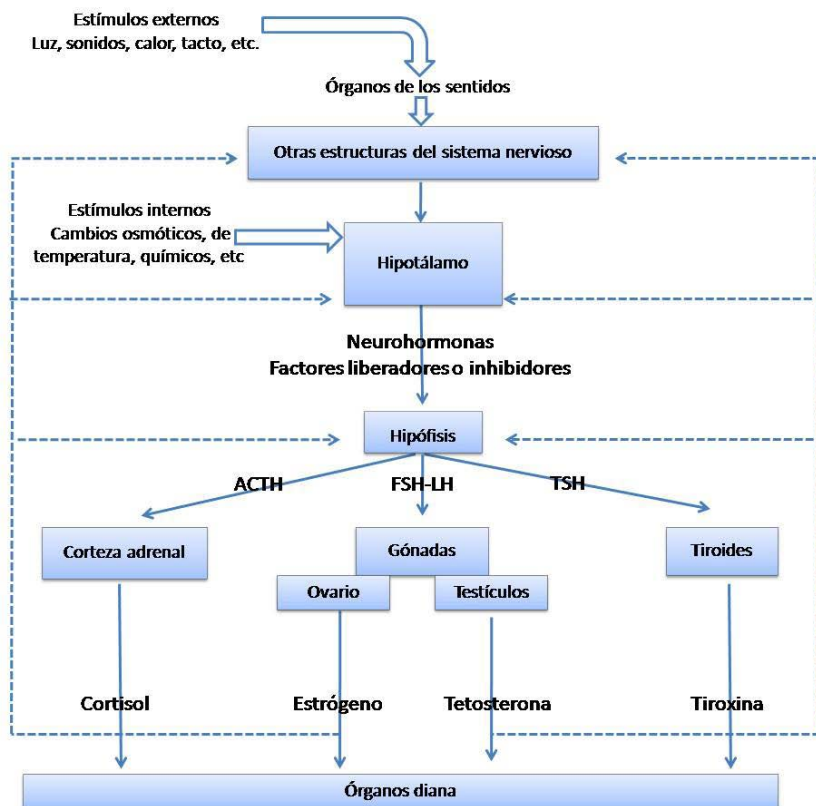 Estímulos externos
Luz, sonidos, calor, tacto, etc.
Órganos de los sentidos
Otras estructuras del sistema nervioso
Estímulos internos
Cambios osmóticos, de
temperatura, químicos, etc
Hipotálamo
Neurohormonas
Factores liberadores o inhibidores
Hipófisis
ACTH
FSH-LH
TSH
Corteza adrenal
Gónadas
Tiroides
Ovario
Testículos
Cortisol
Estrógeno
Tetosterona
Tiroxina
Órganos diana